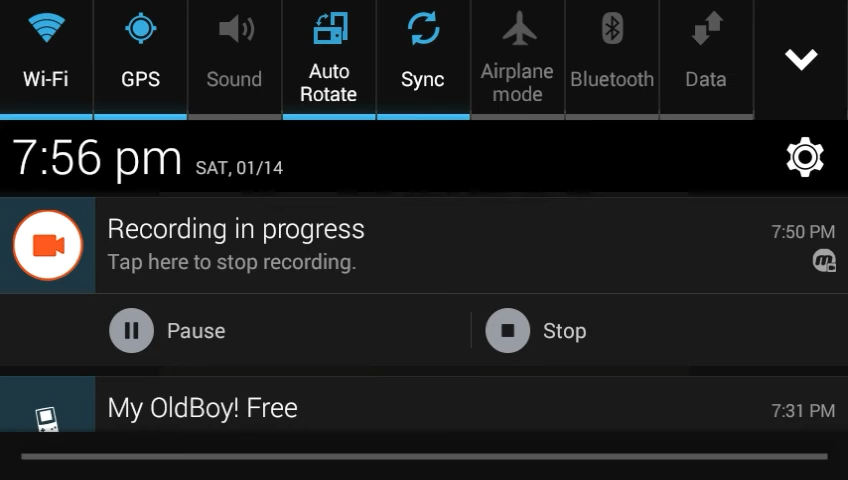 Wi-Fi
GPS
Sound
Auto
Rotate
Sync
Airplane
mode
Bluetooth
Data
7:56 pm SAT, 01/14
Recording in progress
7:50 PM
Tap here to stop recording.
Pause
Stop
My OldBoy! Free
7:31 PM